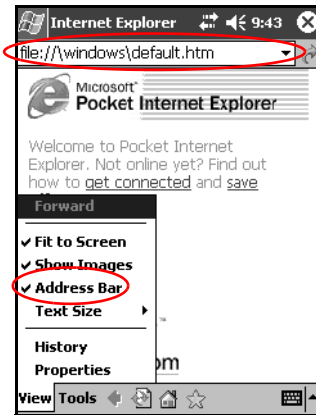 Internet Explorer 9:43
file://\windows\default.htm
Microsoft®
Pocket Internet Explorer
Welcome to Pocket Internet
Explorer. Not online yet? Find out
how to get connected and save
Forward
Fit to Screen
Show Images
Address Bar
Text Size
History
Properties
om
View Tools